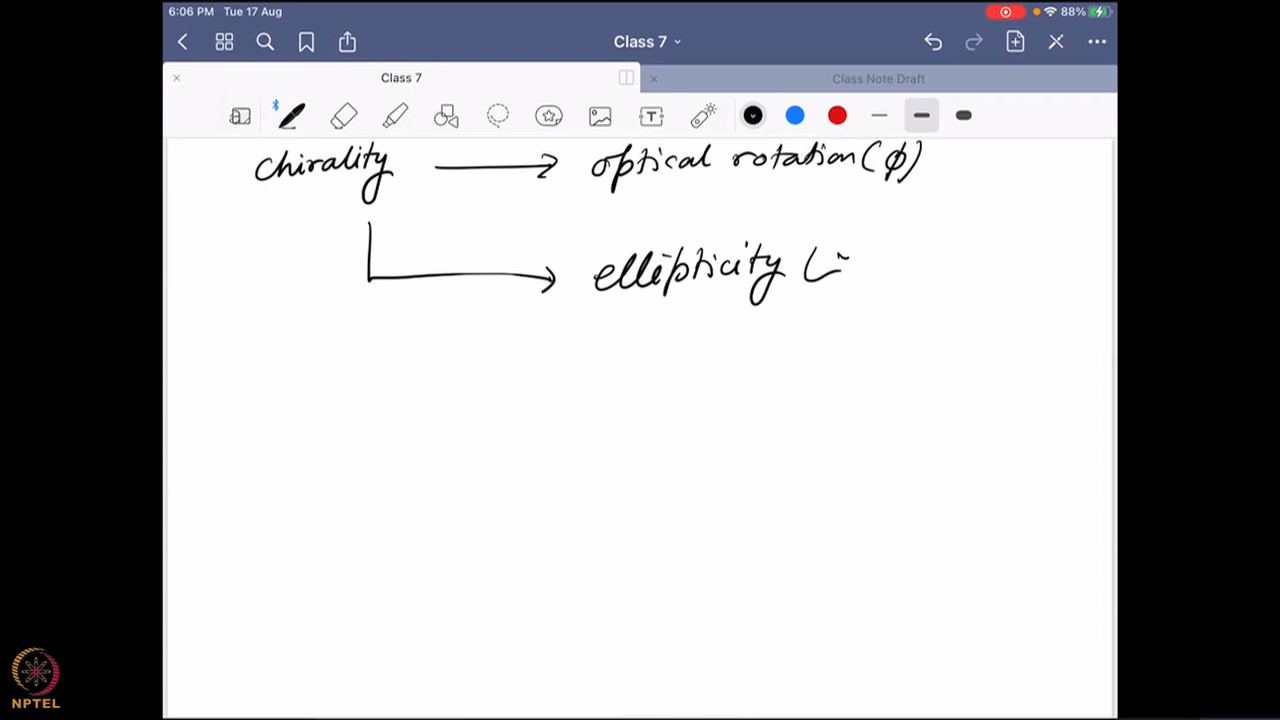 6:06 PM Tue 17 Aug
88%
Class 7
Class 7
Class Note Draft
T
chirality → optical rotation (ϕ)
→ ellipticity (
NPTEL